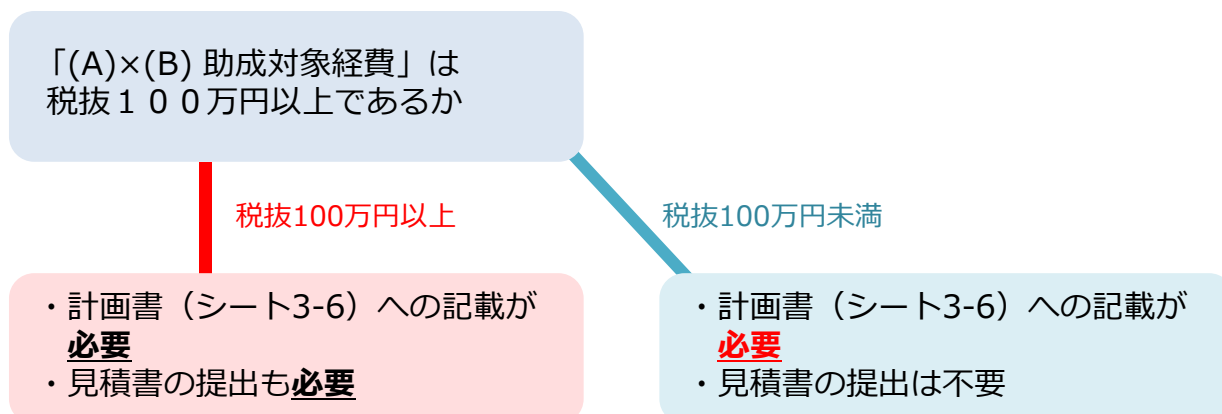 「(A)×(B) 助成対象経費」は
税抜１００万円以上であるか
税抜100万円以上
税抜100万円未満
・計画書（シート3-6）への記載が
必要
・見積書の提出も必要
・計画書（シート3-6）への記載が
必要
・見積書の提出は不要